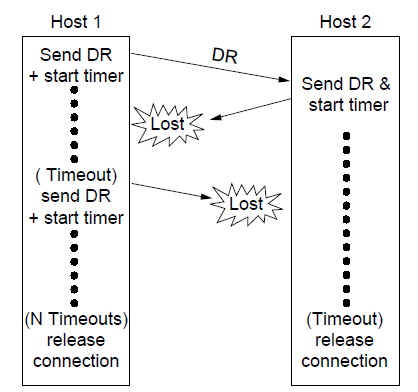 Host 1
Host 2
Send DR
+ start timer
DR
Send DR &
start timer
Lost
( Timeout)
send DR
+ start timer
Lost
(N Timeouts)
release
connection
(Timeout)
release
connection